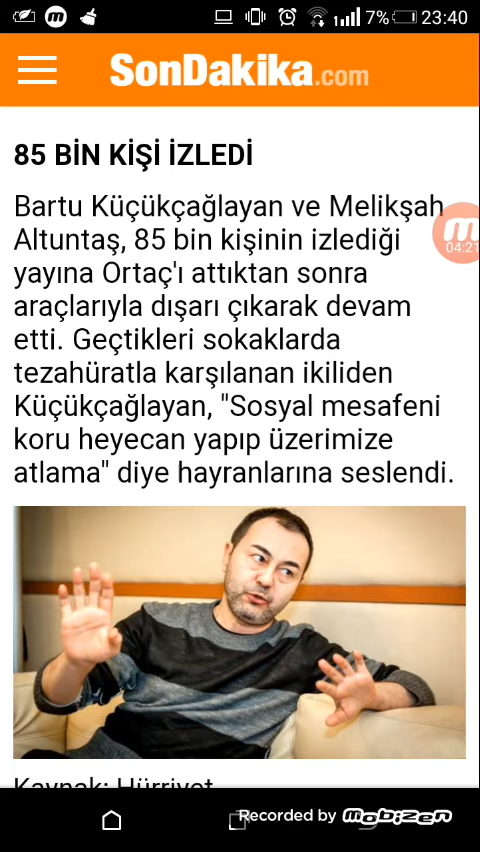 7% 23:40
SonDakika.com
85 BİN KİŞİ İZLEDİ
Bartu Küçükçağlayan ve Melikşah
Altuntaş, 85 bin kişinin izlediği
yayına Ortaç'ı attıktan sonra
araçlarıyla dışarı çıkarak devam
etti. Geçtikleri sokaklarda
tezahüratla karşılanan ikiliden
Küçükçağlayan, "Sosyal mesafeni
koru heyecan yapıp üzerimize
atlama" diye hayranlarına seslendi.
04:21
Kaynak: Hürriyet
Recorded by Mobizen